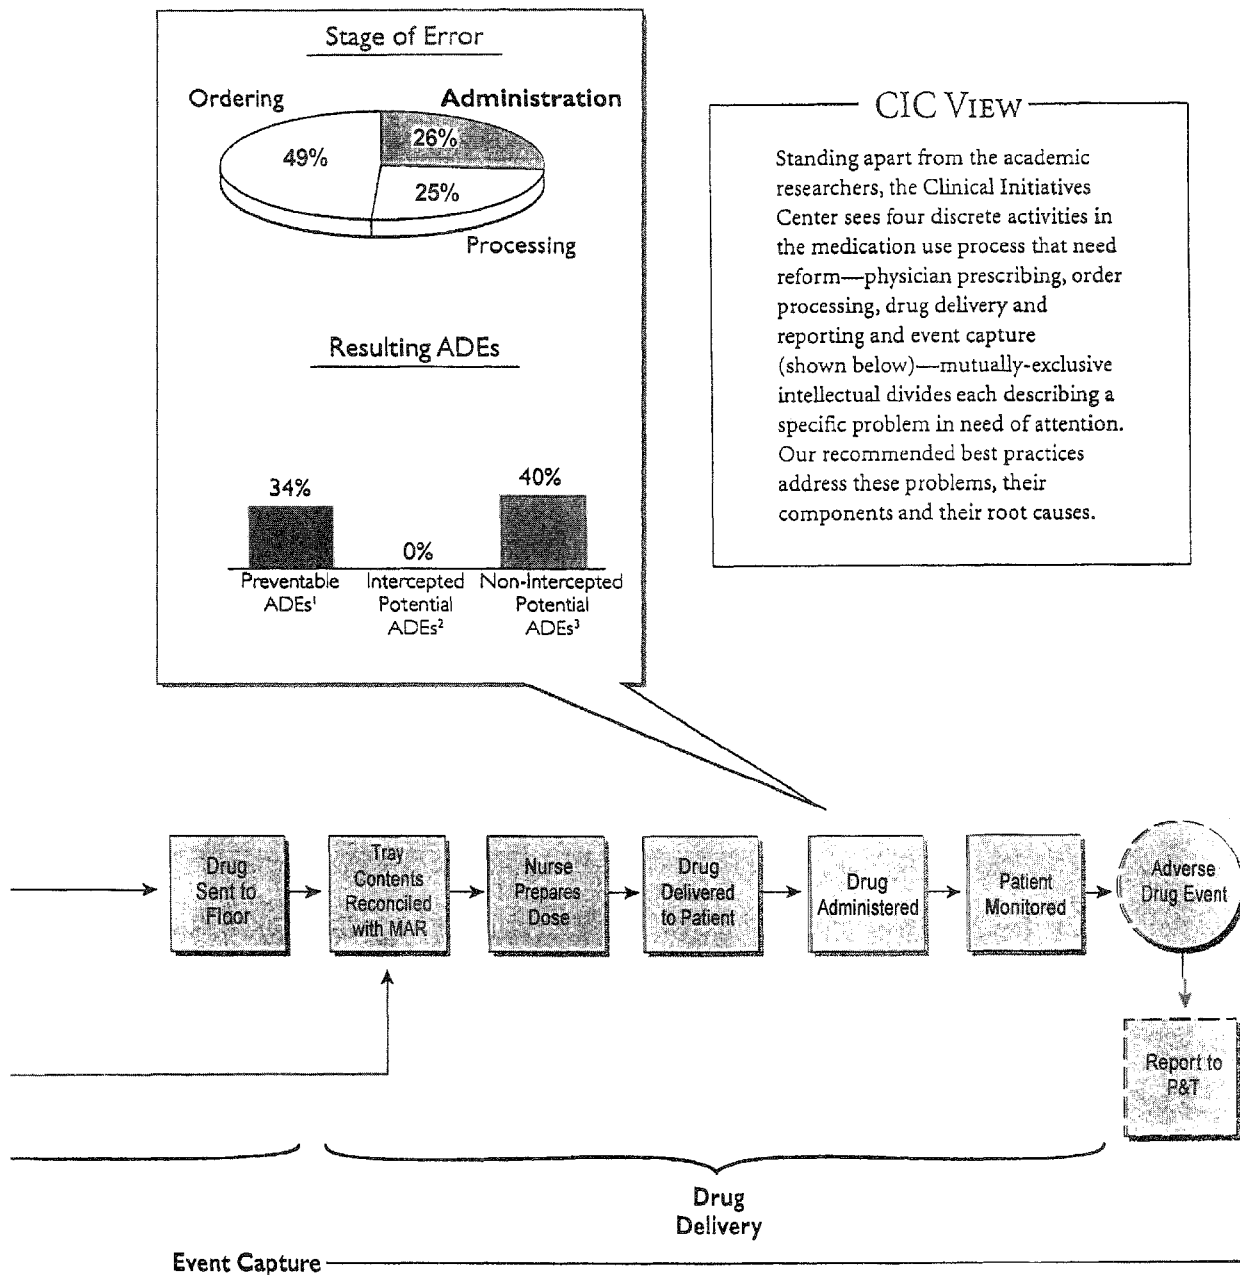 Stage of Error
Ordering
Administration
49%
26%
25%
Processing
Resulting ADEs
34%
0%
40%
Preventable
ADEs¹
Intercepted
Potential
ADEs²
Non-Intercepted
Potential
ADEs³
CIC VIEW
Standing apart from the academic
researchers, the Clinical Initiatives
Center sees four discrete activities in
the medication use process that need
reform—physician prescribing, order
processing, drug delivery and
reporting and event capture
(shown below)—mutually-exclusive
intellectual divides each describing a
specific problem in need of attention.
Our recommended best practices
address these problems, their
components and their root causes.
Drug
Sent to
Floor
Tray
Contents
Reconciled
with MAR
Nurse
Prepares
Dose
Drug
Delivered
to Patient
Drug
Administered
Patient
Monitored
Adverse
Drug Event
Report to
P&T
Drug
Delivery
Event Capture